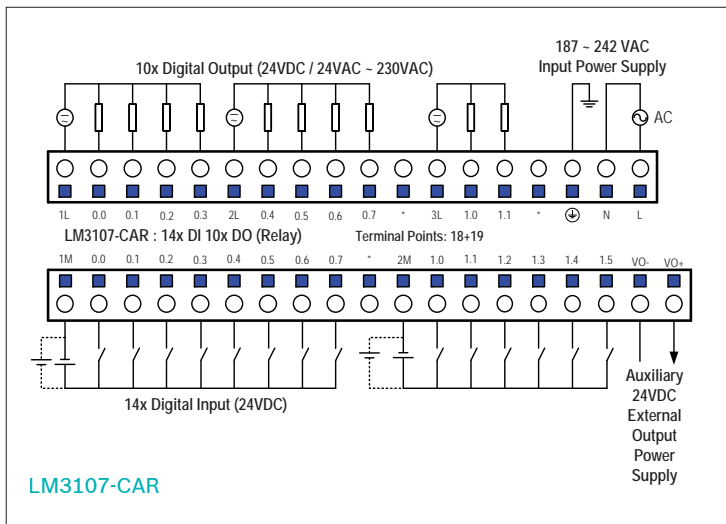 187 ~ 242 VAC
Input Power Supply
10x Digital Output (24VDC / 24VAC ~ 230VAC)
AC
1L 0.0 0.1 0.2 0.3 2L 0.4 0.5 0.6 0.7 * 3L 1.0 1.1 * N L
LM3107-CAR : 14x DI 10x DO (Relay) Terminal Points: 18+19
1M 0.0 0.1 0.2 0.3 0.4 0.5 0.6 0.7 * 2M 1.0 1.1 1.2 1.3 1.4 1.5 VO- VO+
14x Digital Input (24VDC)
Auxiliary
24VDC
External
Output
Power
Supply
LM3107-CAR